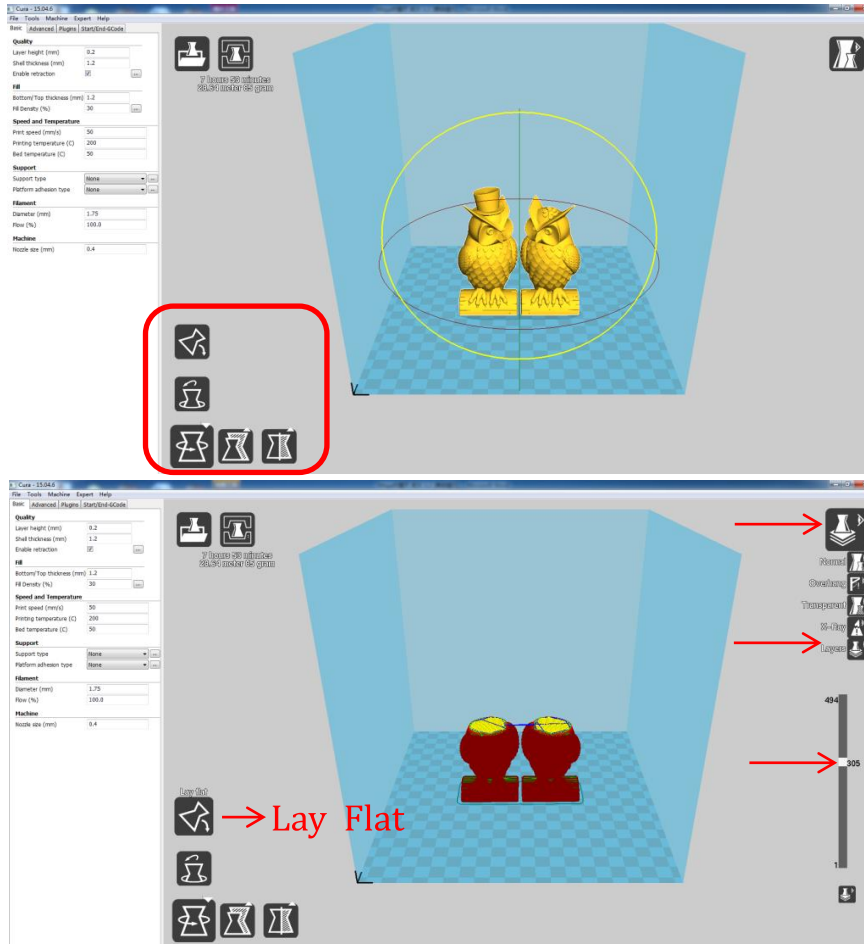 Cura - 15.04.6
File Tools Machine Expert Help
Basic Advanced Plugins Start/End-GCode
Quality
Layer height (mm) 0.2
Shell thickness (mm) 1.2
Enable retraction ...
Fill
Bottom/Top thickness (mm) 1.2
Fill Density (%) 30 ...
Speed and Temperature
Print speed (mm/s) 50
Printing temperature (C) 200
Bed temperature (C) 50
Support
Support type None ...
Platform adhesion type None ...
Filament
Diameter (mm) 1.75
Flow (%) 100.0
Machine
Nozzle size (mm) 0.4
7 hours 53 minutes
29.34 meter 85 gram
Cura - 15.04.6
File Tools Machine Expert Help
Basic Advanced Plugins Start/End-GCode
Quality
Layer height (mm) 0.2
Shell thickness (mm) 1.2
Enable retraction ...
Fill
Bottom/Top thickness (mm) 1.2
Fill Density (%) 30 ...
Speed and Temperature
Print speed (mm/s) 50
Printing temperature (C) 200
Bed temperature (C) 50
Support
Support type None ...
Platform adhesion type None ...
Filament
Diameter (mm) 1.75
Flow (%) 100.0
Machine
Nozzle size (mm) 0.4
7 hours 53 minutes
29.34 meter 85 gram
Normal
Overhang
Transparent
X-Ray
Layers
494
305
1
Lay flat
Lay Flat